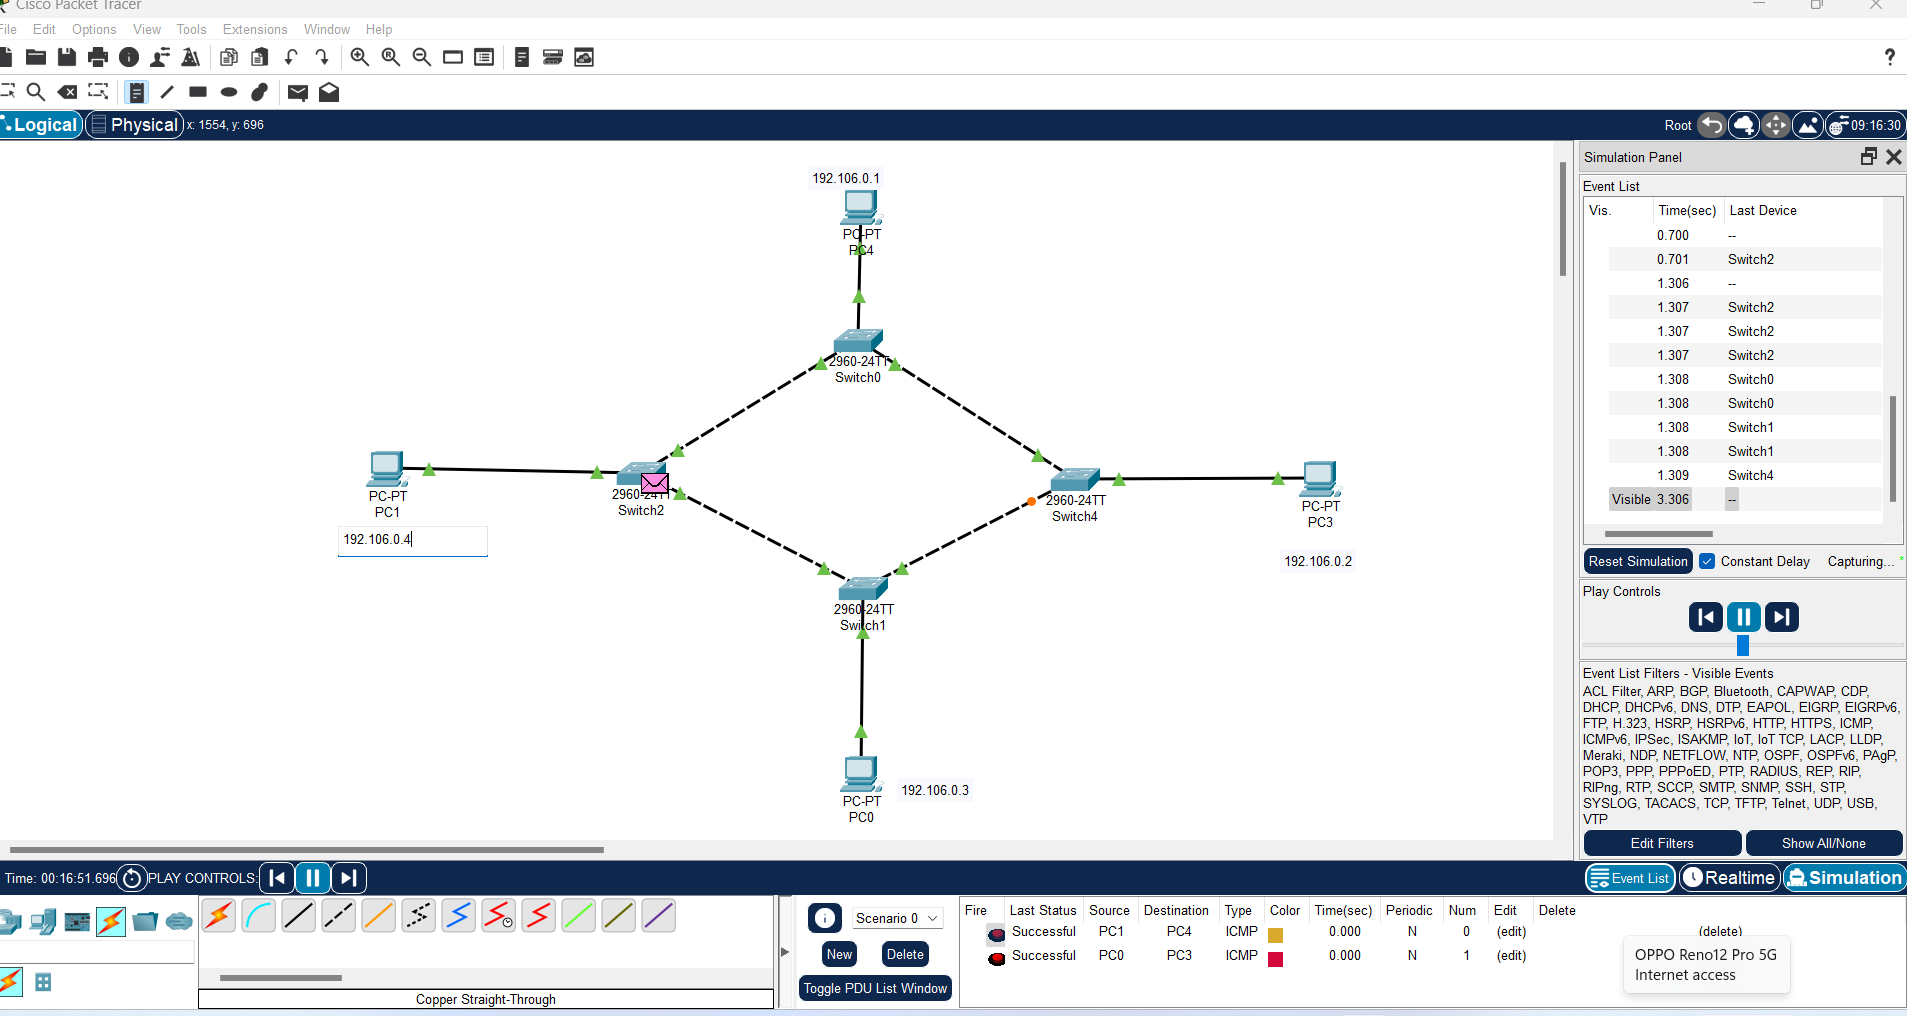 Cisco Packet Tracer
File Edit Options View Tools Extensions Window Help
?
Logical Physical x: 1554, y: 696 Root 09:16:30
192.106.0.1
PC-PT
PC4
2960-24TT
Switch0
PC-PT
PC1
192.106.0.4
2960-24TT
Switch2
2960-24TT
Switch4
PC-PT
PC3
192.106.0.2
2960-24TT
Switch1
PC-PT
PC0
192.106.0.3
Simulation Panel
Event List
Vis. Time(sec) Last Device
0.700 --
0.701 Switch2
1.306 --
1.307 Switch2
1.307 Switch2
1.307 Switch2
1.308 Switch0
1.308 Switch0
1.308 Switch1
1.308 Switch1
1.309 Switch4
Visible 3.306 --
Reset Simulation Constant Delay Capturing... *
Play Controls
Event List Filters - Visible Events
ACL Filter, ARP, BGP, Bluetooth, CAPWAP, CDP,
DHCP, DHCPv6, DNS, DTP, EAPOL, EIGRP, EIGRPv6,
FTP, H.323, HSRP, HSRPv6, HTTP, HTTPS, ICMP,
ICMPv6, IPSec, ISAKMP, IoT, IoT TCP, LACP, LLDP,
Meraki, NDP, NETFLOW, NTP, OSPF, OSPFv6, PAgP,
POP3, PPP, PPPoED, PTP, RADIUS, REP, RIP,
RIPng, RTP, SCCP, SMTP, SNMP, SSH, STP,
SYSLOG, TACACS, TCP, TFTP, Telnet, UDP, USB,
VTP
Edit Filters Show All/None
Time: 00:16:51.696 PLAY CONTROLS: Event List Realtime Simulation
Copper Straight-Through
Scenario 0
New Delete
Toggle PDU List Window
Fire Last Status Source Destination Type Color Time(sec) Periodic Num Edit Delete
Successful PC1 PC4 ICMP 0.000 N 0 (edit) (delete)
Successful PC0 PC3 ICMP 0.000 N 1 (edit)
OPPO Reno12 Pro 5G
Internet access